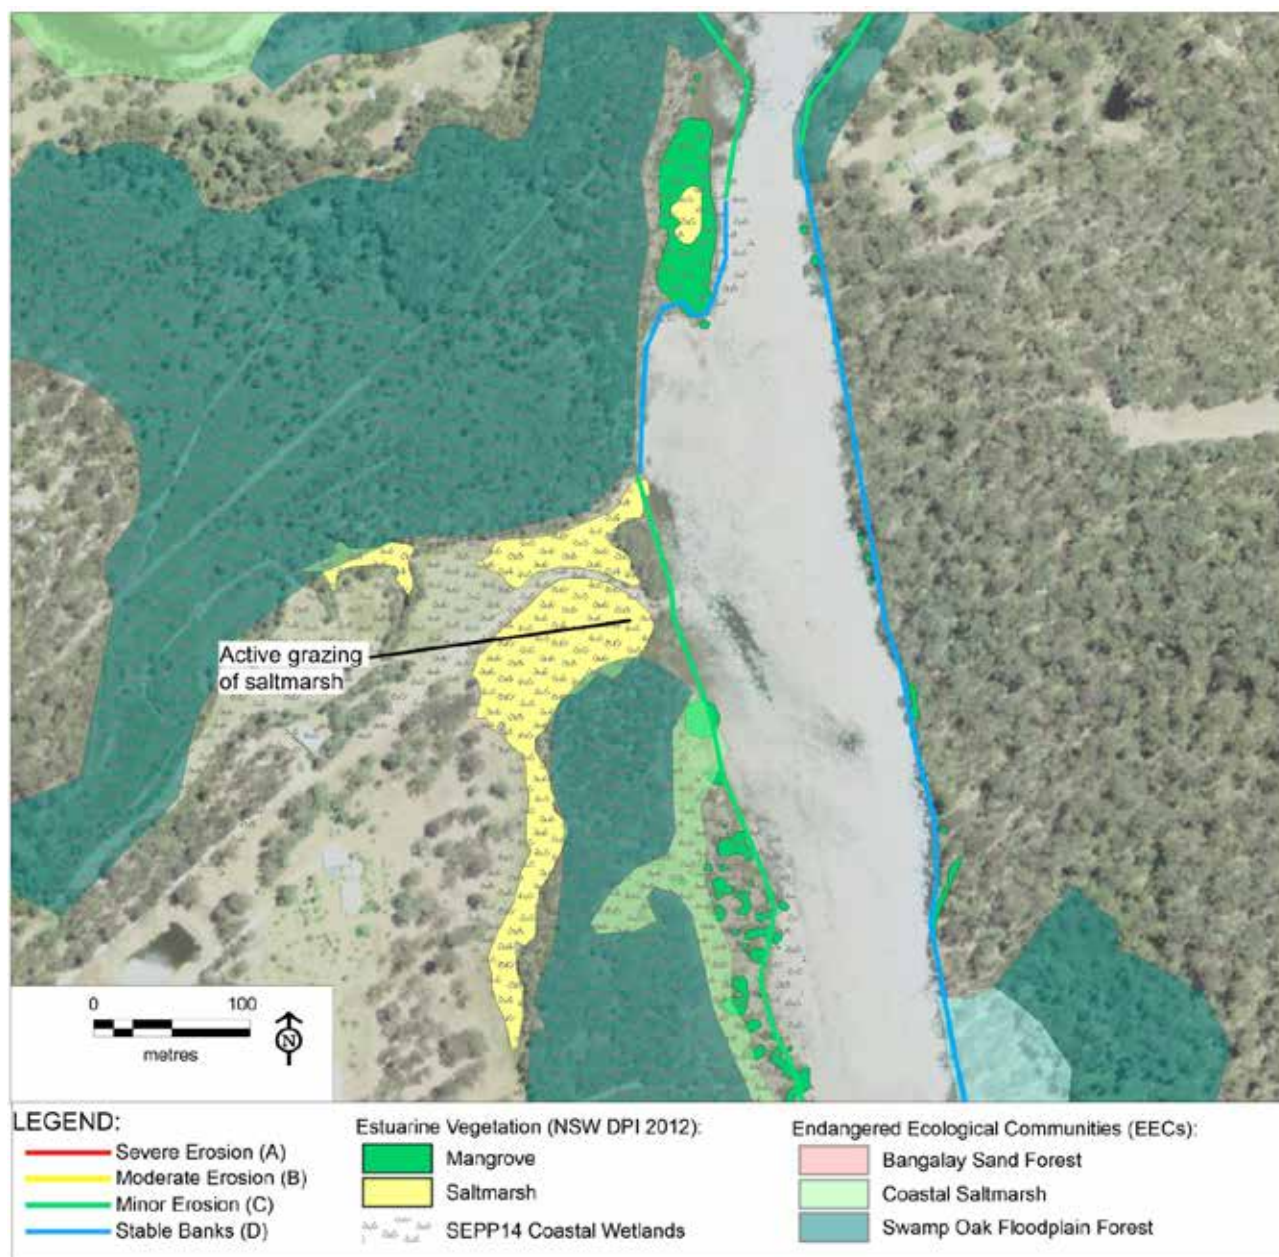 Active grazing
of saltmarsh
0 100
metres
N
LEGEND:
Severe Erosion (A)
Moderate Erosion (B)
Minor Erosion (C)
Stable Banks (D)
Estuarine Vegetation (NSW DPI 2012):
Mangrove
Saltmarsh
SEPP14 Coastal Wetlands
Endangered Ecological Communities (EECs):
Bangalay Sand Forest
Coastal Saltmarsh
Swamp Oak Floodplain Forest